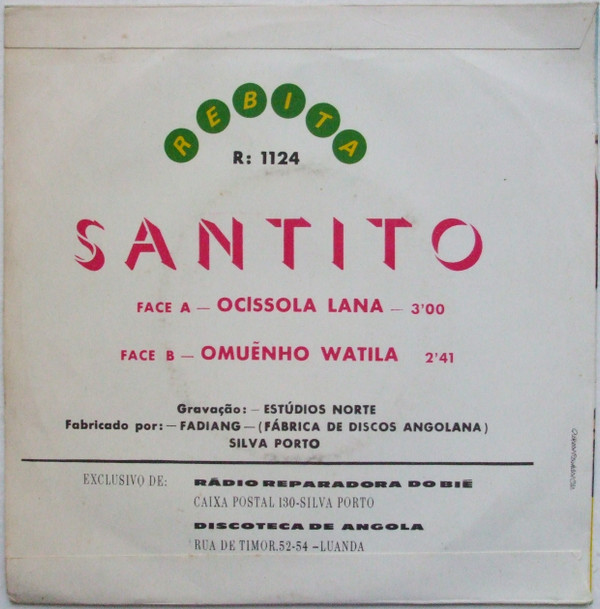 REBITA
R: 1124
SANTITO
FACE A — OCÍSSOLA LANA — 3'00
FACE B — OMUẼNHO WATILA 2'41
Gravação: — ESTÚDIOS NORTE
Fabricado por: — FADIANG — (FÁBRICA DE DISCOS ANGOLANA)
SILVA PORTO
EXCLUSIVO DE: RÁDIO REPARADORA DO BIÉ
CAIXA POSTAL 130-SILVA PORTO
DISCOTECA DE ANGOLA
RUA DE TIMOR.52-54 –LUANDA